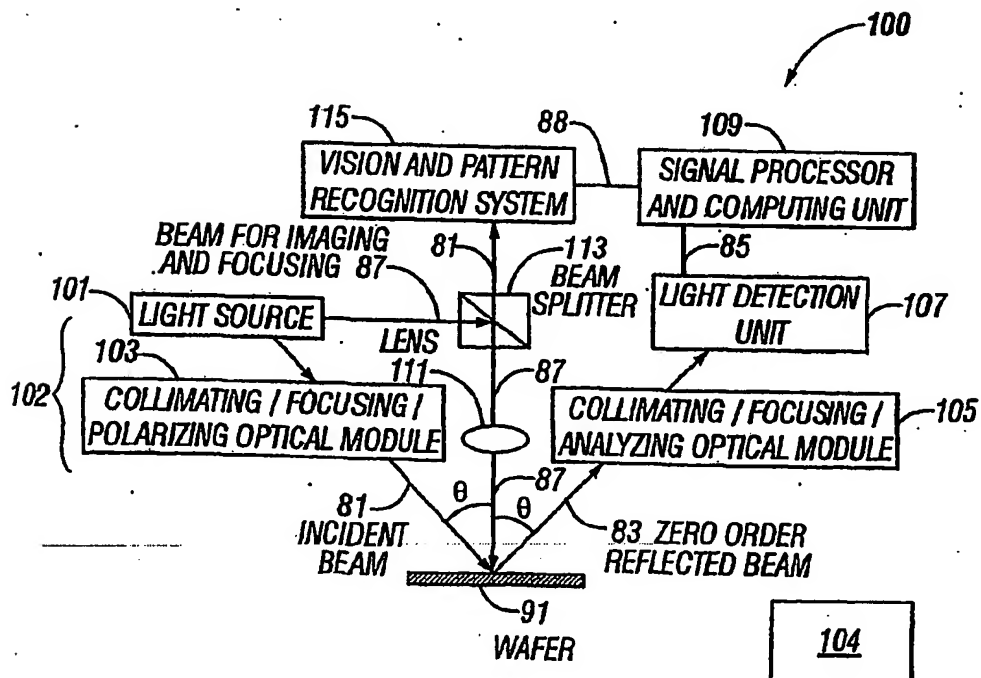 100
115
88
109
VISION AND PATTERN
RECOGNITION SYSTEM
SIGNAL PROCESSOR
AND COMPUTING UNIT
BEAM FOR IMAGING
AND FOCUSING 87
81
113
BEAM
SPLITTER
85
101
LIGHT SOURCE
LENS
LIGHT DETECTION
UNIT
107
102
103
111
87
COLLIMATING / FOCUSING /
POLARIZING OPTICAL MODULE
COLLIMATING / FOCUSING /
ANALYZING OPTICAL MODULE
105
87
θ
θ
81
INCIDENT
BEAM
83 ZERO ORDER
REFLECTED BEAM
91
WAFER
104